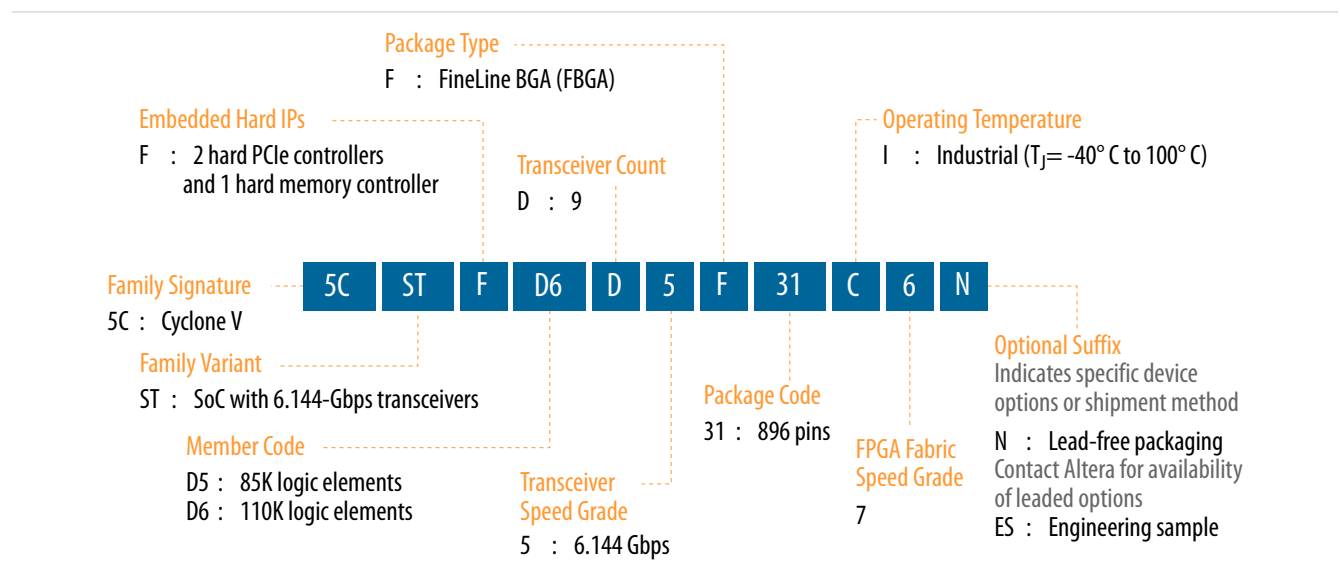 Package Type
F : FineLine BGA (FBGA)
Embedded Hard IPs
F : 2 hard PCIe controllers
and 1 hard memory controller
Transceiver Count
D : 9
Operating Temperature
I : Industrial (TJ= -40° C to 100° C)
5C ST F D6 D 5 F 31 C 6 N
Family Signature
5C : Cyclone V
Family Variant
ST : SoC with 6.144-Gbps transceivers
Member Code
D5 : 85K logic elements
D6 : 110K logic elements
Transceiver
Speed Grade
5 : 6.144 Gbps
Package Code
31 : 896 pins
FPGA Fabric
Speed Grade
7
Optional Suffix
Indicates specific device
options or shipment method
N : Lead-free packaging
Contact Altera for availability
of leaded options
ES : Engineering sample